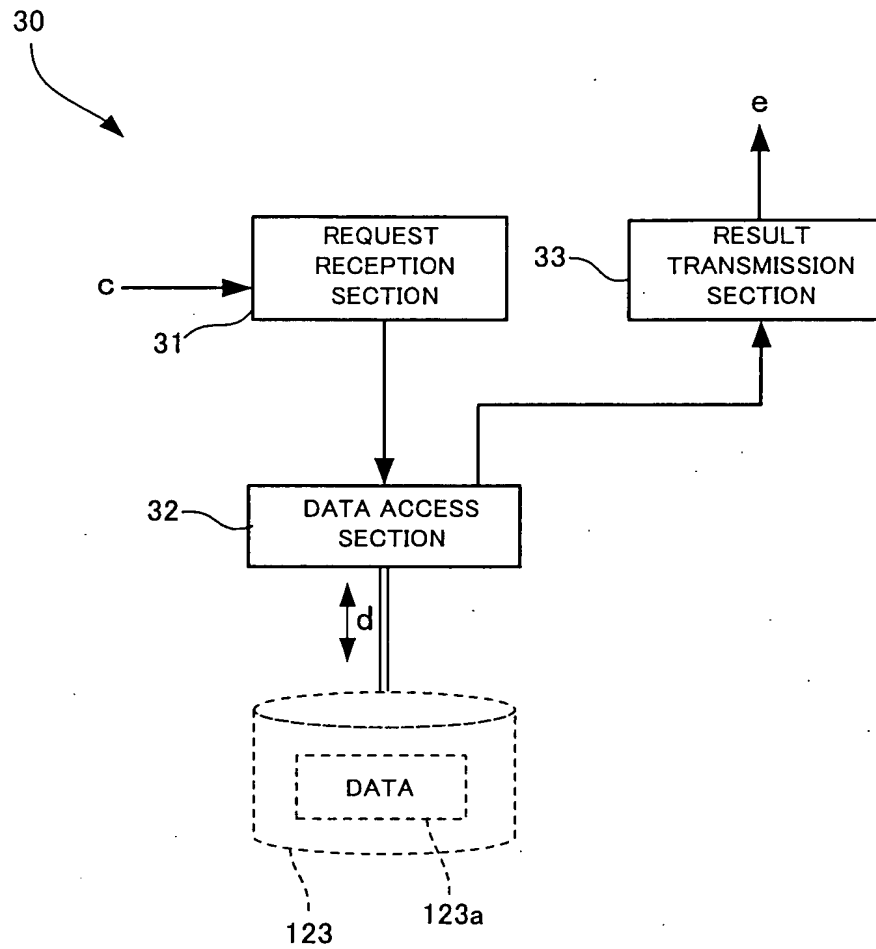 30
e
REQUEST
RECEPTION
SECTION
RESULT
TRANSMISSION
SECTION
33
c
31
32
DATA ACCESS
SECTION
d
DATA
123
123a